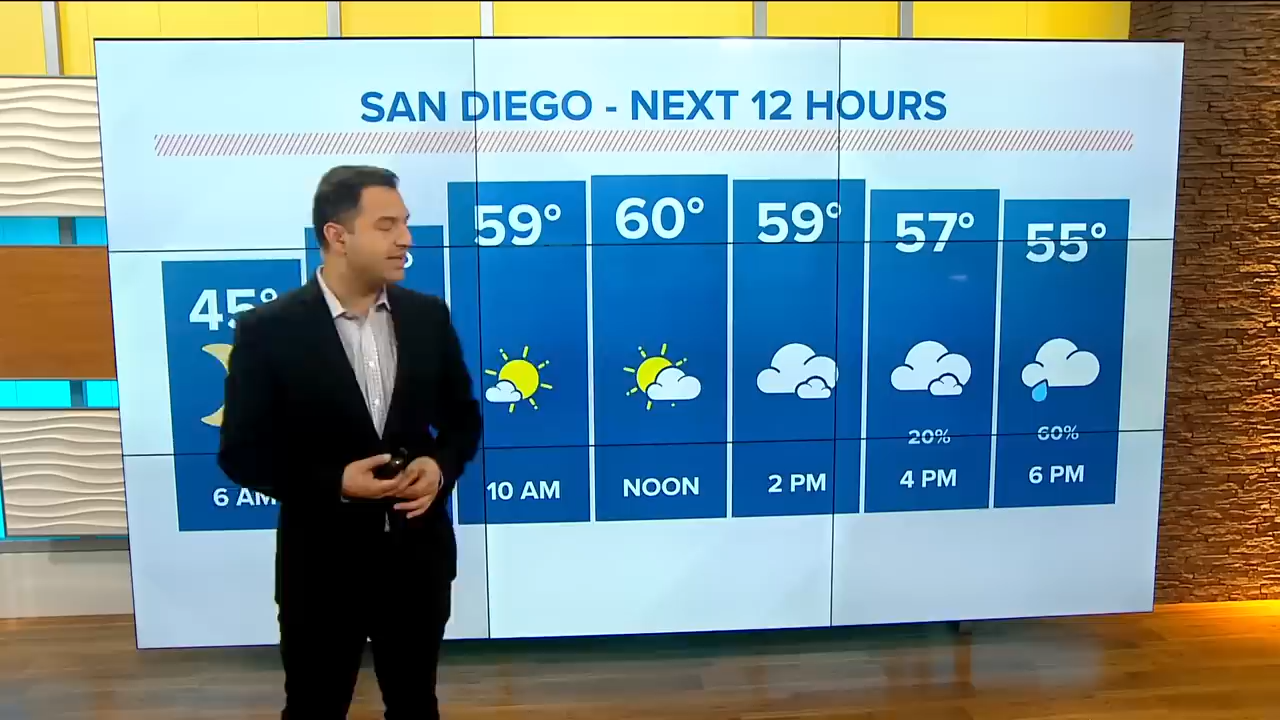 SAN DIEGO - NEXT 12 HOURS
45°
59°
60°
59°
57°
55°
20%
60%
6 AM
10 AM
NOON
2 PM
4 PM
6 PM